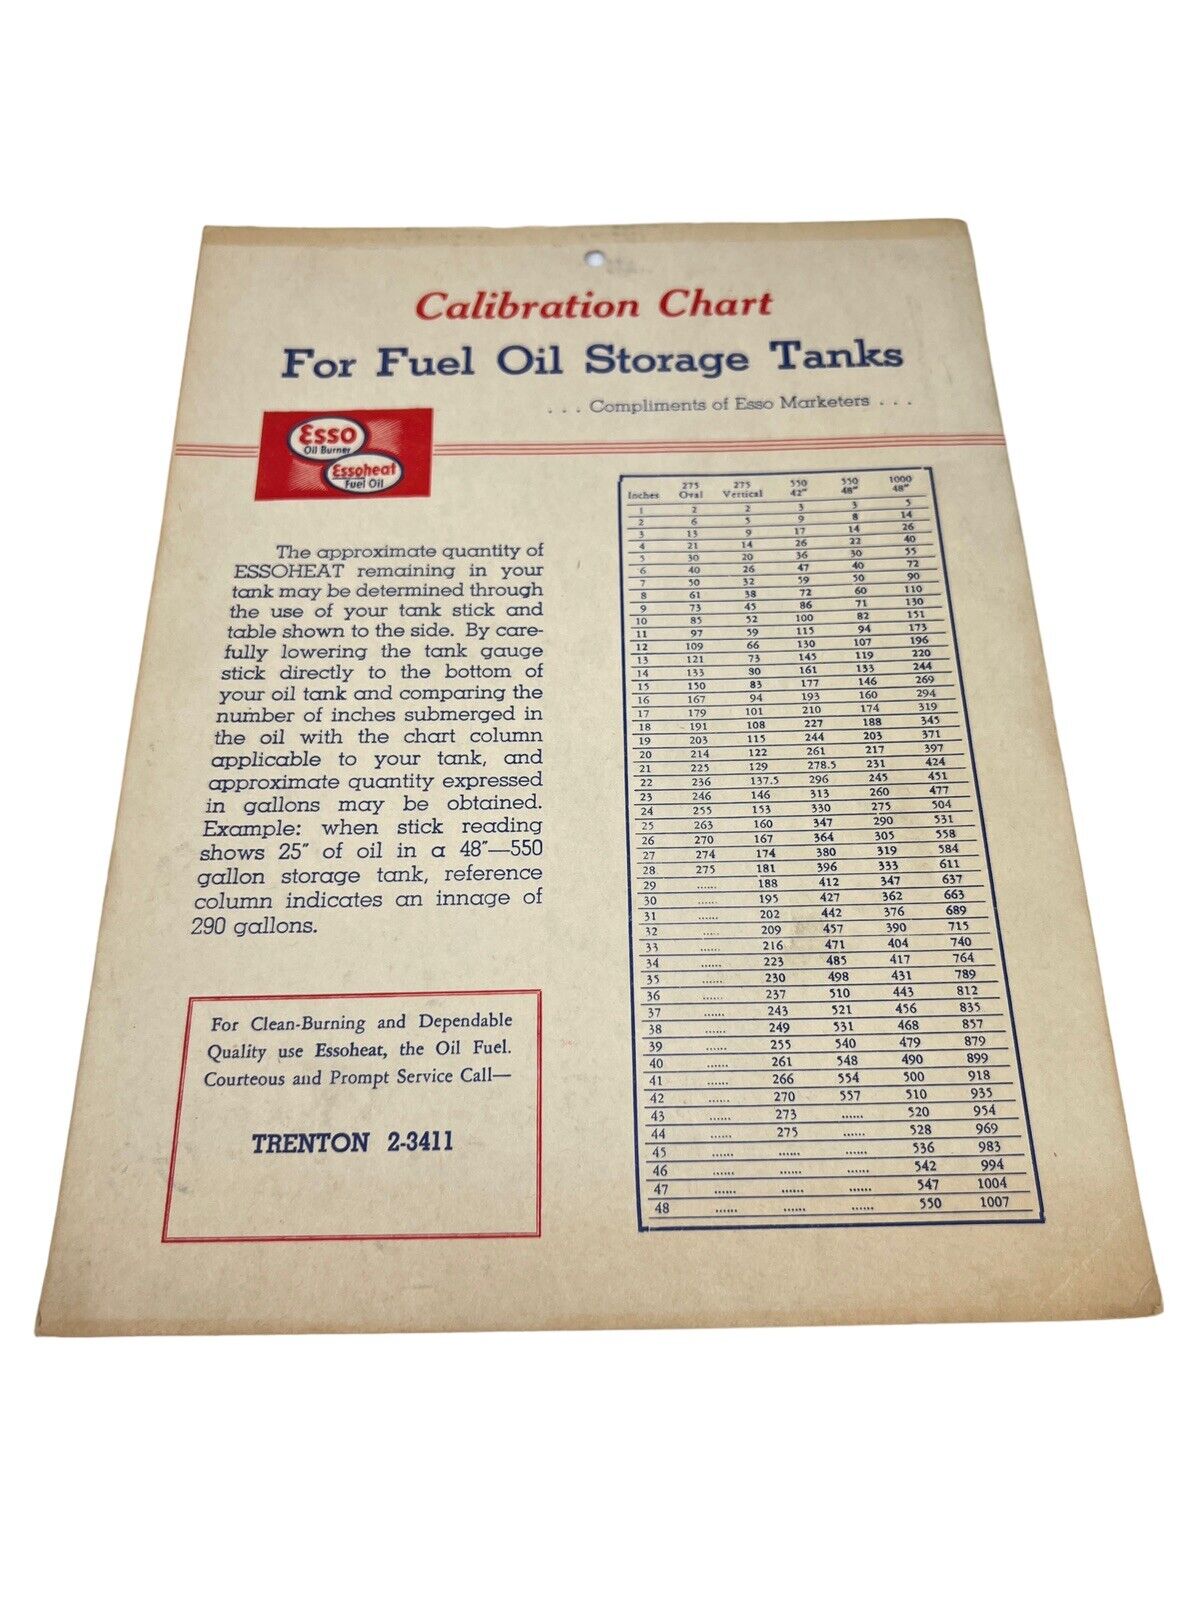 Calibration Chart
For Fuel Oil Storage Tanks
. . . Compliments of Esso Marketers . . .
Esso
Oil Burner
Essoheat
Fuel Oil
The approximate quantity of
ESSOHEAT remaining in your
tank may be determined through
the use of your tank stick and
table shown to the side. By care-
fully lowering the tank gauge
stick directly to the bottom of
your oil tank and comparing the
number of inches submerged in
the oil with the chart column
applicable to your tank, and
approximate quantity expressed
in gallons may be obtained.
Example: when stick reading
shows 25" of oil in a 48"—550
gallon storage tank, reference
column indicates an innage of
290 gallons.
For Clean-Burning and Dependable
Quality use Essoheat, the Oil Fuel.
Courteous and Prompt Service Call—
TRENTON 2-3411
Inches 275 Oval 275 Vertical 550 42" 550 48" 1000 48"
1 2 2 3 3 5
2 6 5 9 8 14
3 13 9 17 14 26
4 21 14 26 22 40
5 30 20 36 30 55
6 40 26 47 40 72
7 50 32 59 50 90
8 61 38 72 60 110
9 73 45 86 71 130
10 85 52 100 82 151
11 97 59 115 94 173
12 109 66 130 107 196
13 121 73 145 119 220
14 133 80 161 133 244
15 150 83 177 146 269
16 167 94 193 160 294
17 179 101 210 174 319
18 191 108 227 188 345
19 203 115 244 203 371
20 214 122 261 217 397
21 225 129 278.5 231 424
22 236 137.5 296 245 451
23 246 146 313 260 477
24 255 153 330 275 504
25 263 160 347 290 531
26 270 167 364 305 558
27 274 174 380 319 584
28 275 181 396 333 611
29 ...... 188 412 347 637
30 ...... 195 427 362 663
31 ...... 202 442 376 689
32 ...... 209 457 390 715
33 ...... 216 471 404 740
34 ...... 223 485 417 764
35 ...... 230 498 431 789
36 ...... 237 510 443 812
37 ...... 243 521 456 835
38 ...... 249 531 468 857
39 ...... 255 540 479 879
40 ...... 261 548 490 899
41 ...... 266 554 500 918
42 ...... 270 557 510 935
43 ...... 273 ...... 520 954
44 ...... 275 ...... 528 969
45 ...... ...... ...... 536 983
46 ...... ...... ...... 542 994
47 ...... ...... ...... 547 1004
48 ...... ...... ...... 550 1007